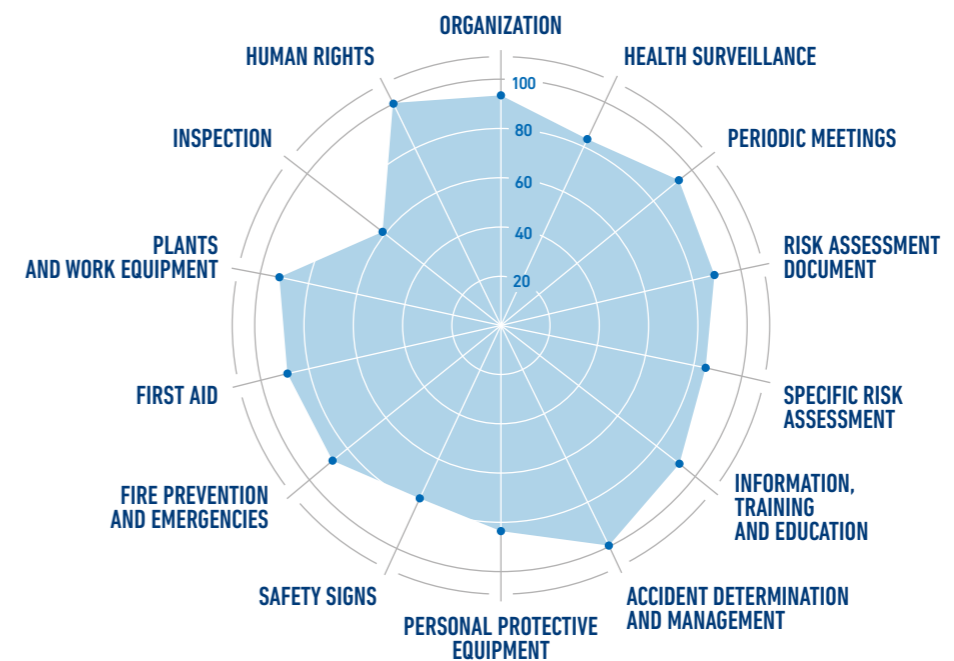 ORGANIZATION
HUMAN RIGHTS
HEALTH SURVEILLANCE
100
INSPECTION
80
PERIODIC MEETINGS
60
PLANTS
AND WORK EQUIPMENT
40
RISK ASSESSMENT
DOCUMENT
20
FIRST AID
SPECIFIC RISK
ASSESSMENT
FIRE PREVENTION
AND EMERGENCIES
INFORMATION,
TRAINING
AND EDUCATION
SAFETY SIGNS
PERSONAL PROTECTIVE
EQUIPMENT
ACCIDENT DETERMINATION
AND MANAGEMENT